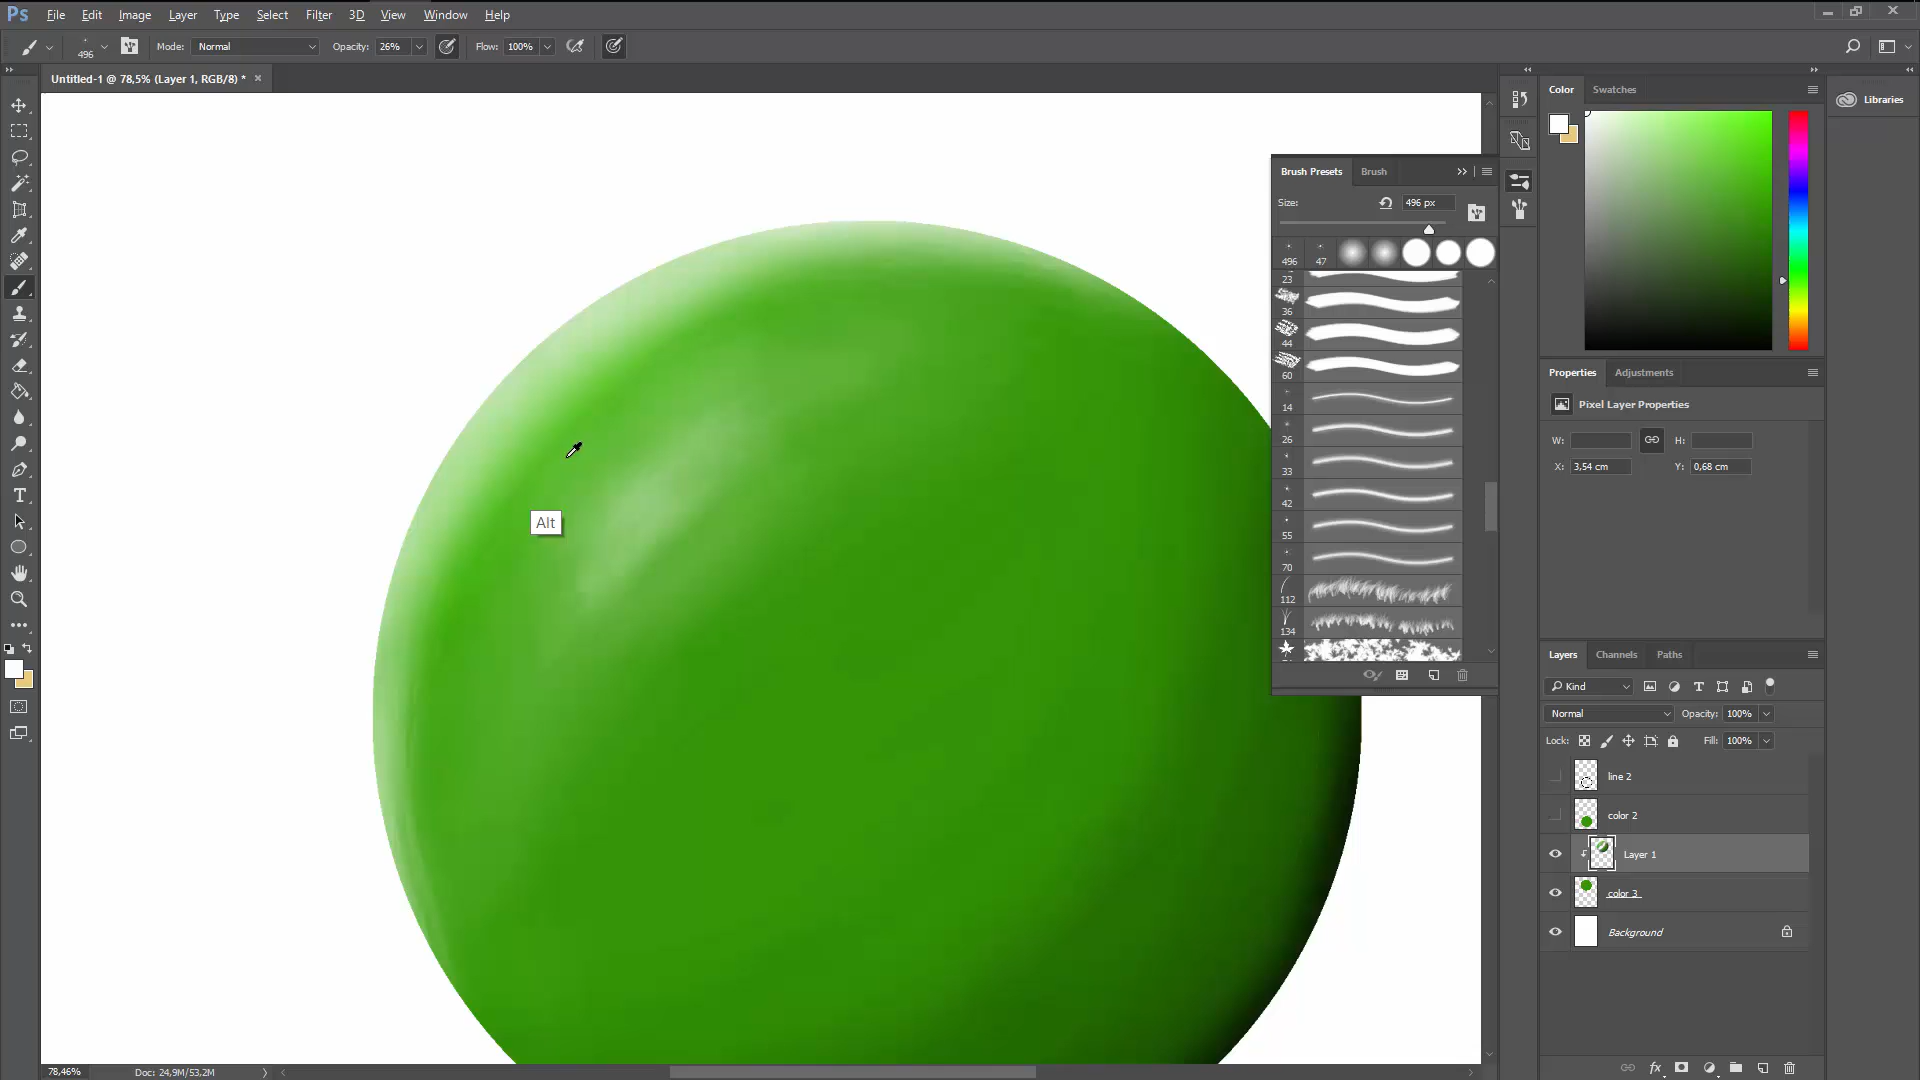 Ps File Edit Image Layer Type Select Filter 3D View Window Help
496 Mode: Normal Opacity: 26% Flow: 100%
Untitled-1 @ 78,5% (Layer 1, RGB/8) * ×
Alt
Brush Presets Brush
Size: 496 px
496 47
23
36
44
60
14
26
33
42
55
70
112
134
Color Swatches
Libraries
Properties Adjustments
Pixel Layer Properties
W: H:
X: 3,54 cm Y: 0,68 cm
Layers Channels Paths
Kind
Normal Opacity: 100%
Lock: Fill: 100%
line 2
color 2
Layer 1
color 3
Background
fx
78,46% Doc: 24,9M/53,2M